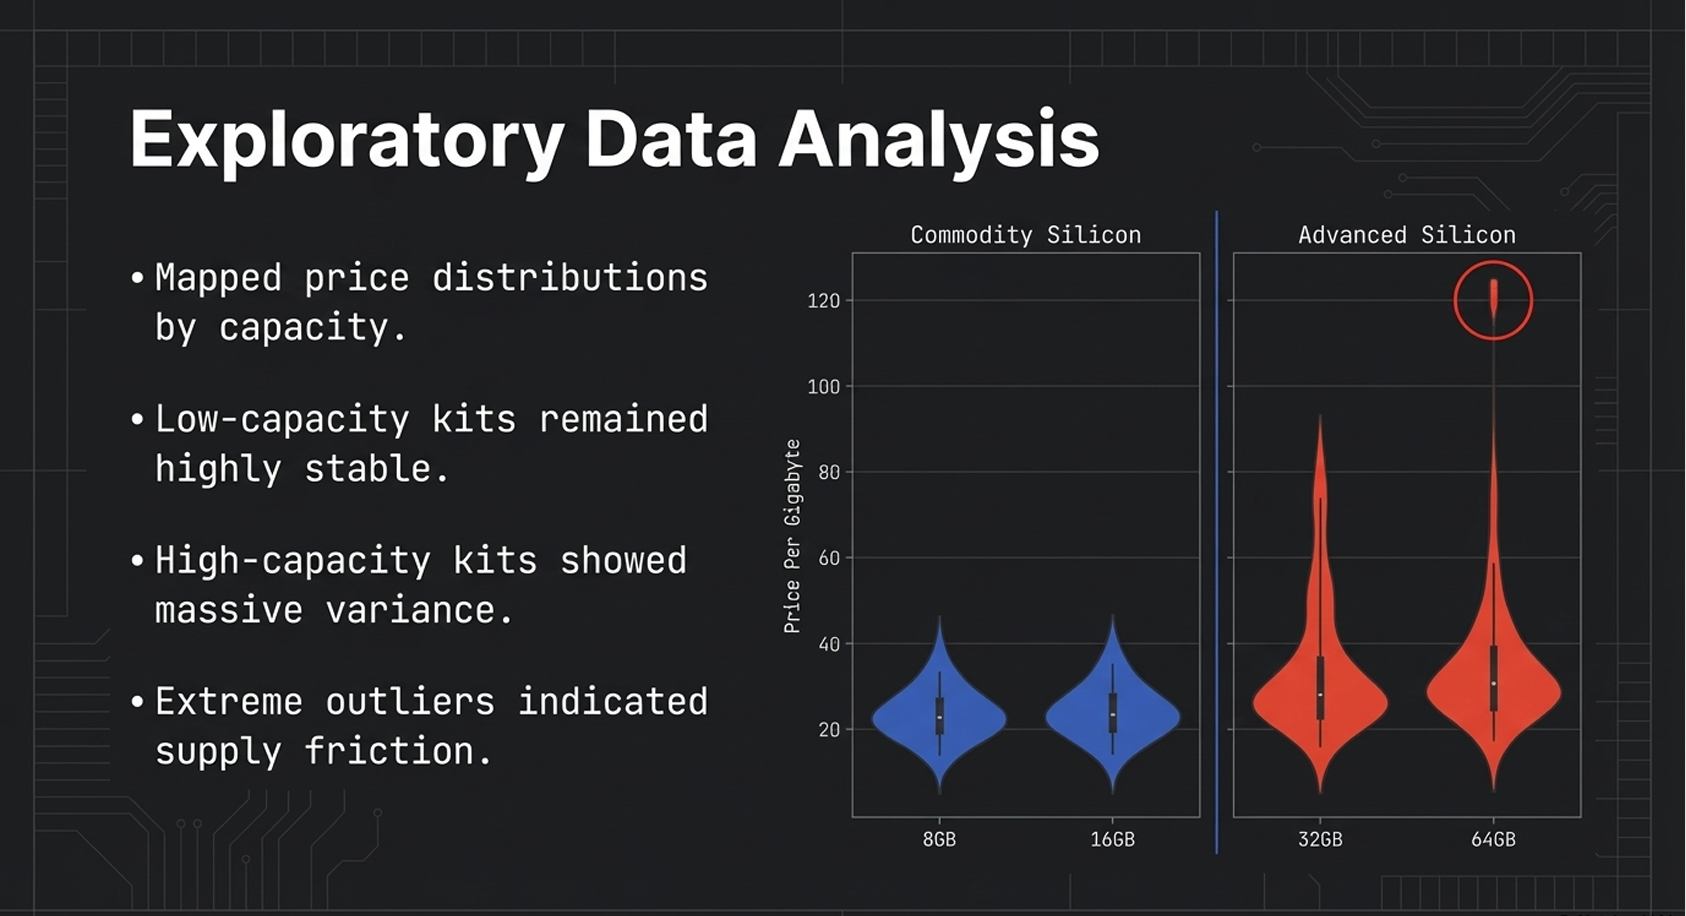 Exploratory Data Analysis
• Mapped price distributions
by capacity.
• Low-capacity kits remained
highly stable.
• High-capacity kits showed
massive variance.
• Extreme outliers indicated
supply friction.
Commodity Silicon
Advanced Silicon
Price Per Gigabyte
120
100
80
60
40
20
8GB
16GB
32GB
64GB